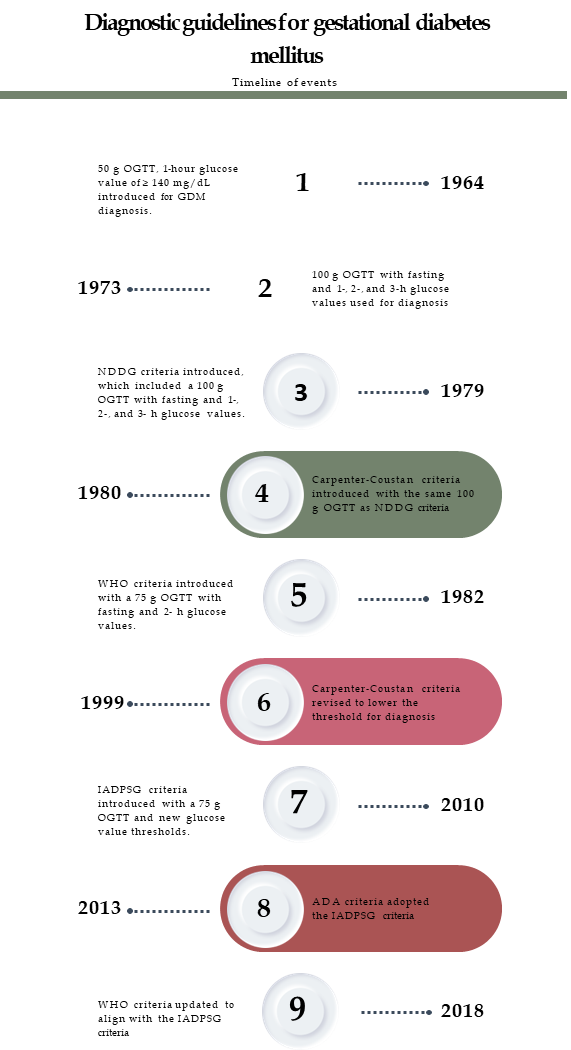 Diagnostic guidelines for gestational diabetes
mellitus
Timeline of events
50 g OGTT, 1-hour glucose
value of ≥ 140 mg/dL
introduced for GDM
diagnosis.
1
1964
1973
2
100 g OGTT with fasting
and 1-, 2-, and 3-h glucose
values used for diagnosis
NDDG criteria introduced,
which included a 100 g
OGTT with fasting and 1-,
2-, and 3- h glucose values.
3
1979
1980
4
Carpenter-Coustan criteria
introduced with the same 100
g OGTT as NDDG criteria
WHO criteria introduced
with a 75 g OGTT with
fasting and 2- h glucose
values.
5
1982
1999
6
Carpenter-Coustan criteria
revised to lower the
threshold for diagnosis
IADPSG criteria
introduced with a 75 g
OGTT and new glucose
value thresholds.
7
2010
2013
8
ADA criteria adopted
the IADPSG criteria
WHO criteria updated to
align with the IADPSG
criteria
9
2018